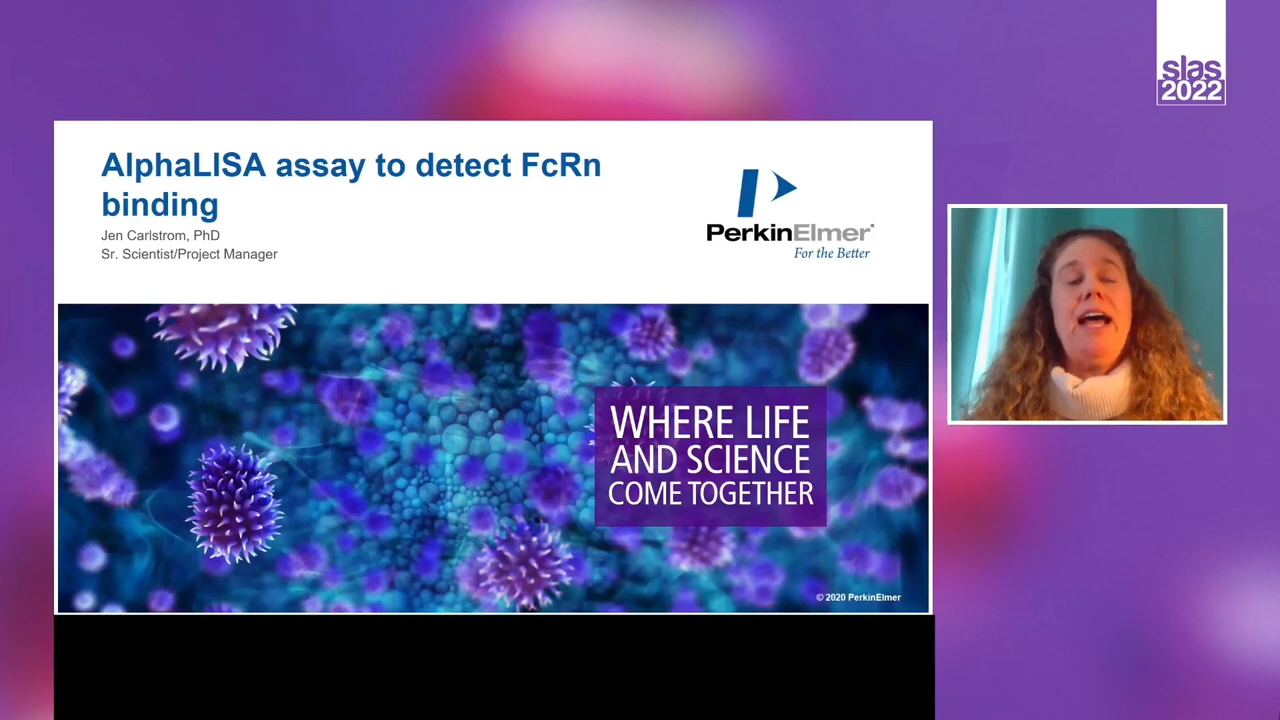 slas
2022
AlphaLISA assay to detect FcRn
binding
Jen Carlstrom, PhD
Sr. Scientist/Project Manager
PerkinElmer
For the Better
WHERE LIFE
AND SCIENCE
COME TOGETHER
© 2020 PerkinElmer